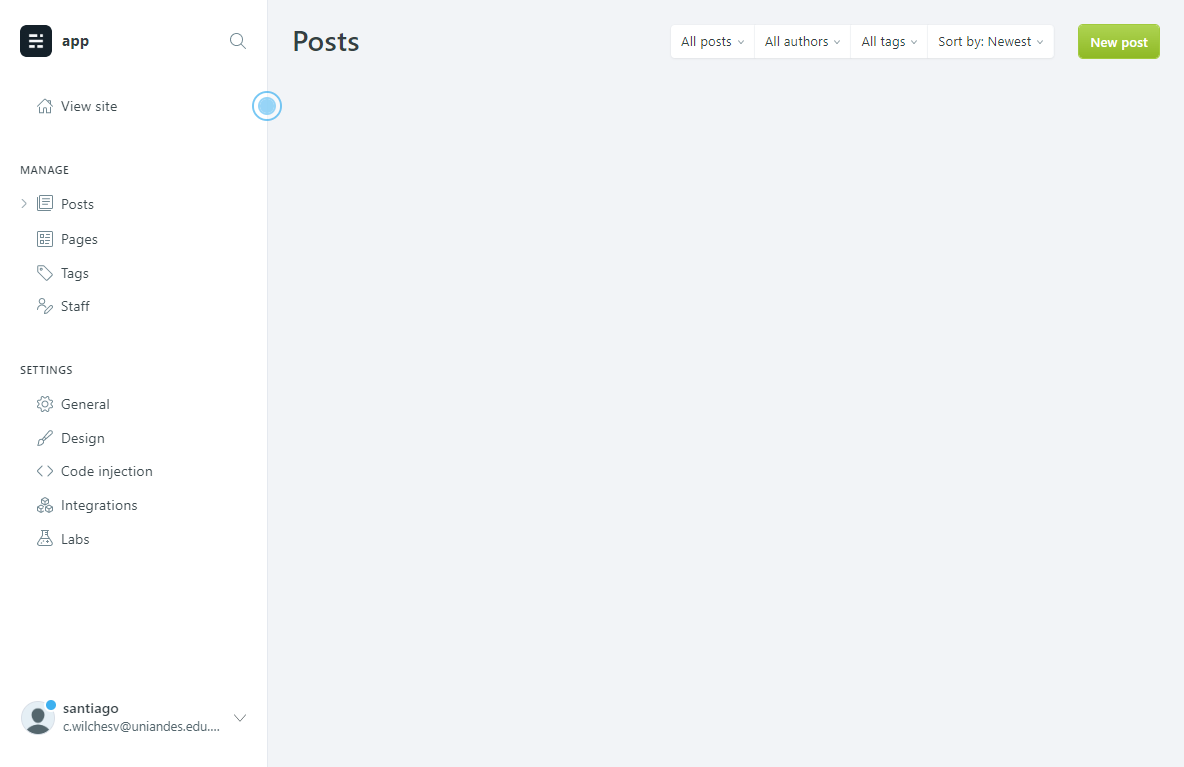 app
View site
MANAGE
Posts
Pages
Tags
Staff
SETTINGS
General
Design
Code injection
Integrations
Labs
santiago
c.wilchesv@uniandes.edu....
Posts
All posts
All authors
All tags
Sort by: Newest
New post